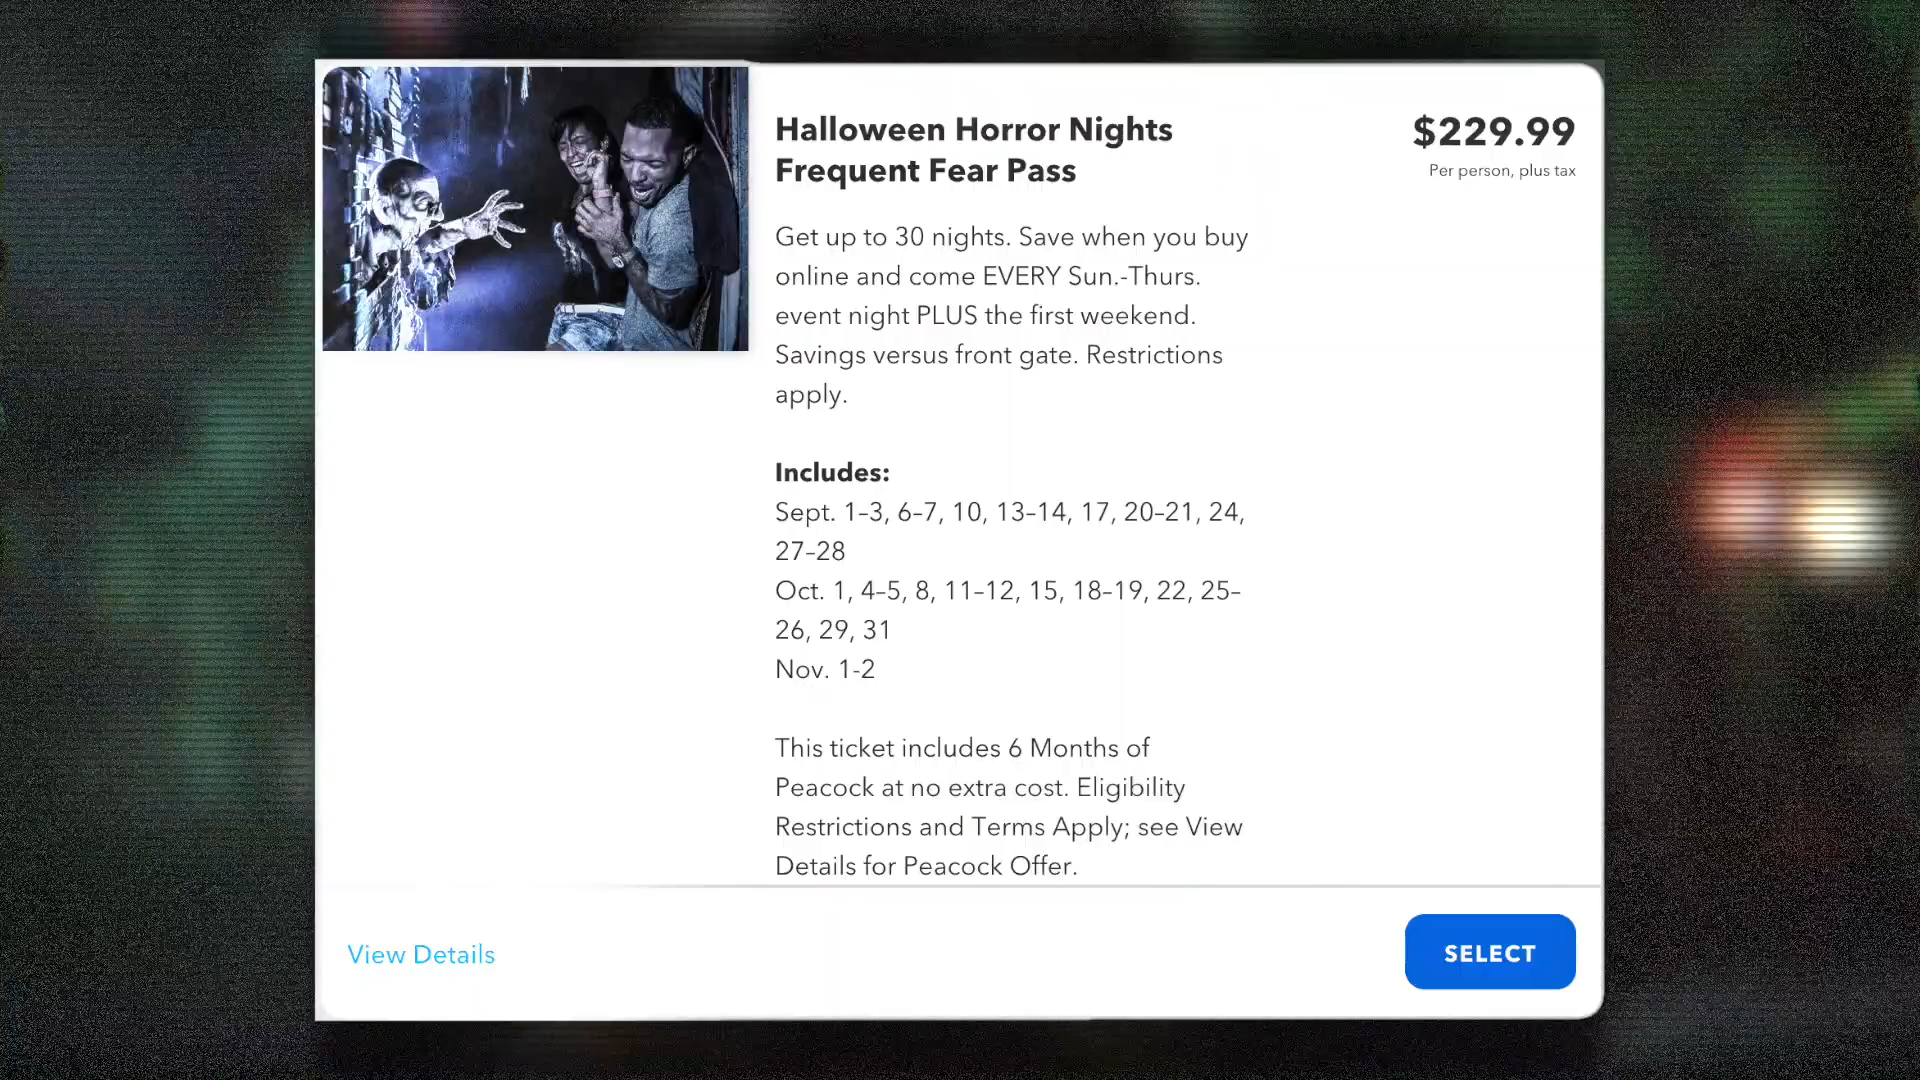 Halloween Horror Nights
Frequent Fear Pass
$229.99
Per person, plus tax
Get up to 30 nights. Save when you buy
online and come EVERY Sun.-Thurs.
event night PLUS the first weekend.
Savings versus front gate. Restrictions
apply.
Includes:
Sept. 1–3, 6–7, 10, 13–14, 17, 20–21, 24,
27–28
Oct. 1, 4–5, 8, 11–12, 15, 18–19, 22, 25–
26, 29, 31
Nov. 1-2
This ticket includes 6 Months of
Peacock at no extra cost. Eligibility
Restrictions and Terms Apply; see View
Details for Peacock Offer.
View Details
SELECT